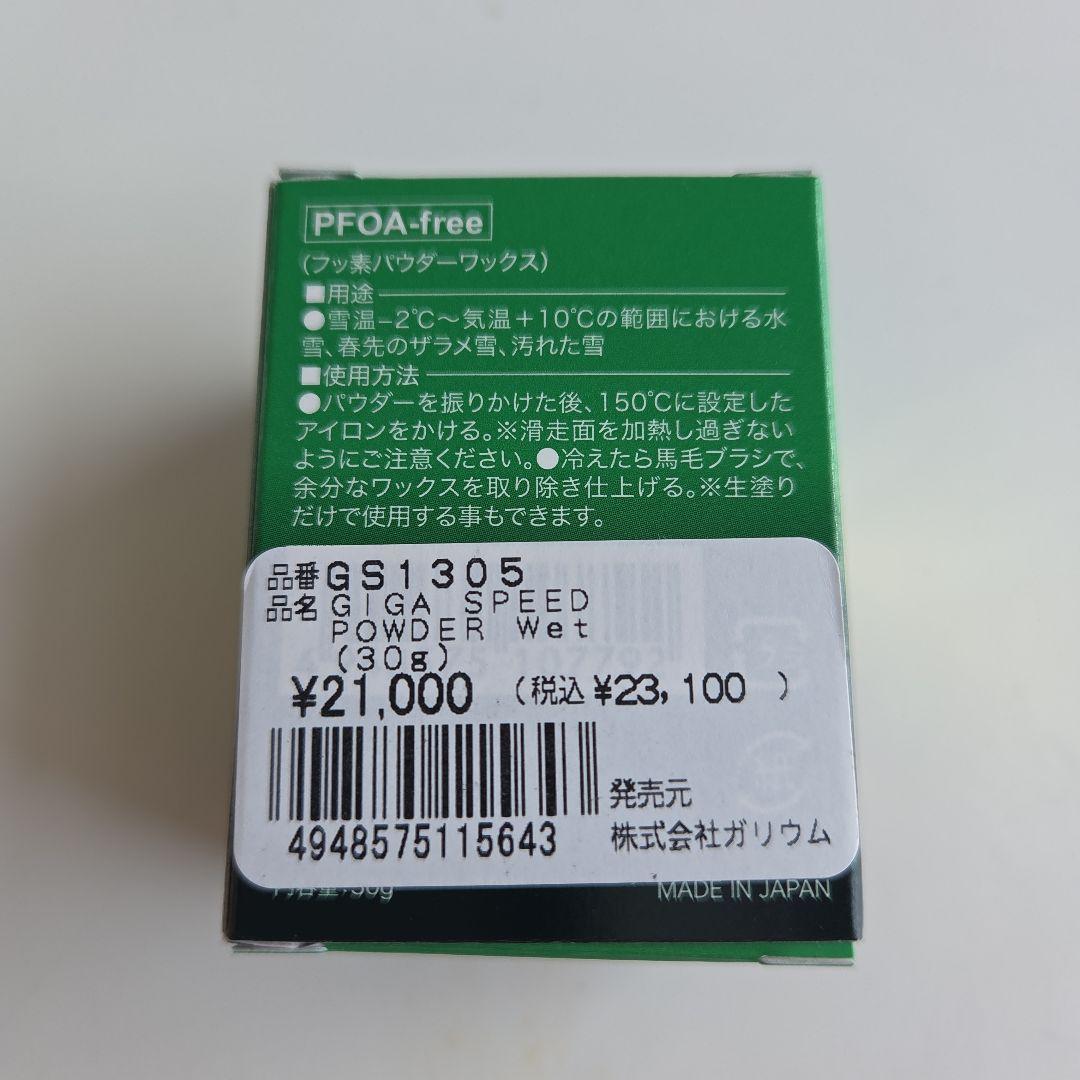 PFOA-free
(フッ素パウダーワックス)
■用途
●雪温−2℃〜気温+10℃の範囲における水
雪、春先のザラメ雪、汚れた雪
■使用方法
●パウダーを振りかけた後、150℃に設定した
アイロンをかける。※滑走面を加熱し過ぎない
ようにご注意ください。●冷えたら馬毛ブラシで、
余分なワックスを取り除き仕上げる。※生塗り
だけで使用する事もできます。
品番GS1305
品名 GIGA SPEED
POWDER Wet
(30g)
¥21,000 (税込¥23,100 )
4948575115643
発売元
株式会社ガリウム
内容量:30g
MADE IN JAPAN